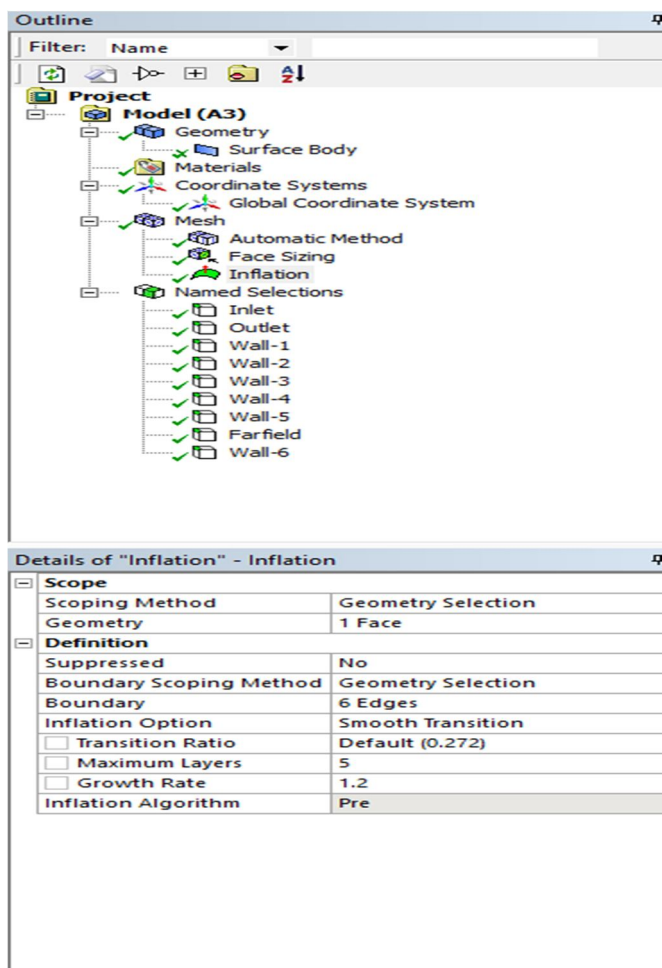 Outline
Filter: Name
Project
Model (A3)
Geometry
Surface Body
Materials
Coordinate Systems
Global Coordinate System
Mesh
Automatic Method
Face Sizing
Inflation
Named Selections
Inlet
Outlet
Wall-1
Wall-2
Wall-3
Wall-4
Wall-5
Farfield
Wall-6
Details of "Inflation" - Inflation
Scope
Scoping Method Geometry Selection
Geometry 1 Face
Definition
Suppressed No
Boundary Scoping Method Geometry Selection
Boundary 6 Edges
Inflation Option Smooth Transition
Transition Ratio Default (0.272)
Maximum Layers 5
Growth Rate 1.2
Inflation Algorithm Pre